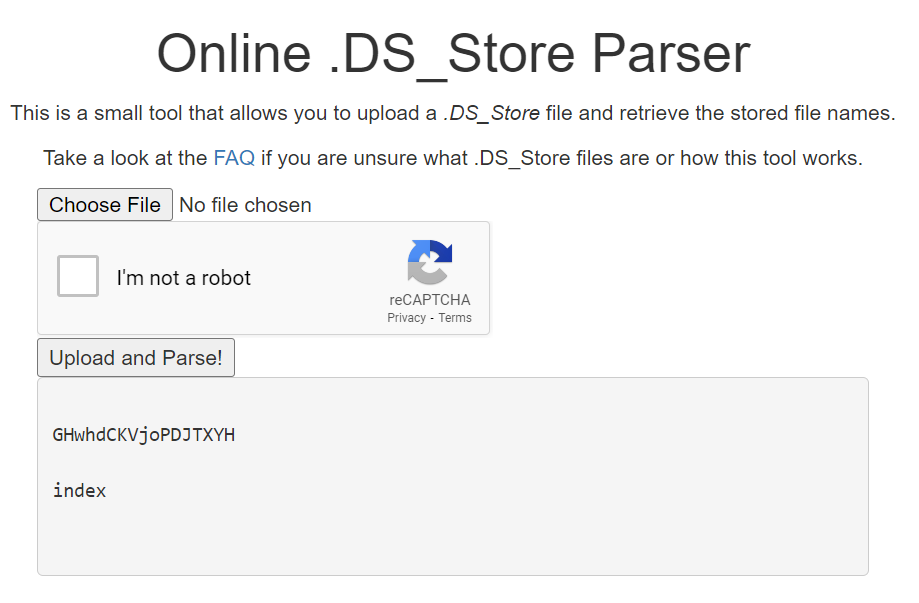 Online .DS_Store Parser
This is a small tool that allows you to upload a .DS_Store file and retrieve the stored file names.
Take a look at the FAQ if you are unsure what .DS_Store files are or how this tool works.
Choose File No file chosen
I'm not a robot
reCAPTCHA
Privacy - Terms
Upload and Parse!
GHwhdCKVjoPDJTXYH
index